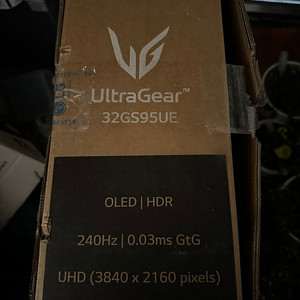 UltraGear™
32GS95UE
OLED | HDR
240Hz | 0.03ms GtG
UHD (3840 x 2160 pixels)